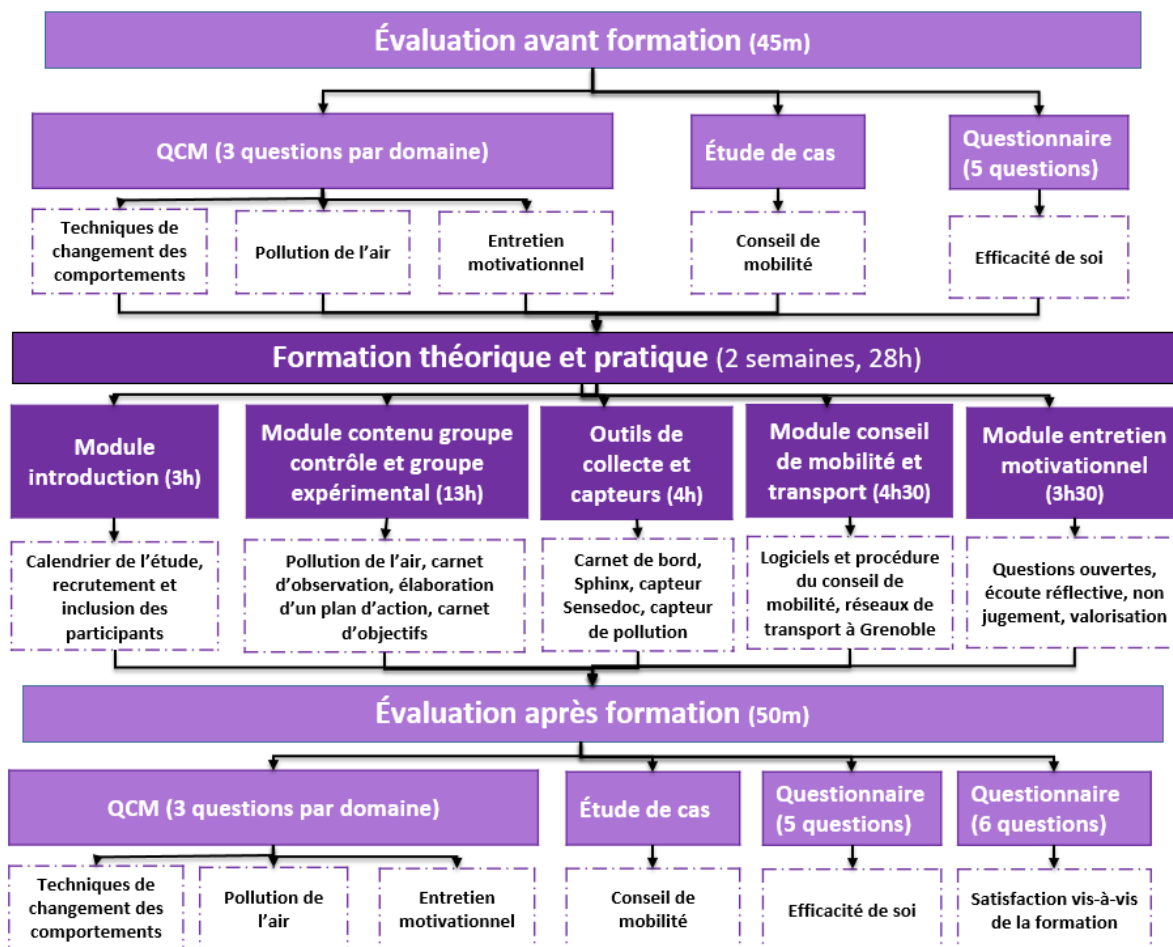 Évaluation avant formation (45m)
QCM (3 questions par domaine)
Étude de cas
Questionnaire
(5 questions)
Techniques de
changement des
comportements
Pollution de l’air
Entretien
motivationnel
Conseil de
mobilité
Efficacité de soi
Formation théorique et pratique (2 semaines, 28h)
Module
introduction (3h)
Module contenu groupe
contrôle et groupe
expérimental (13h)
Outils de
collecte et
capteurs (4h)
Module conseil
de mobilité et
transport (4h30)
Module entretien
motivationnel
(3h30)
Calendrier de l’étude,
recrutement et
inclusion des
participants
Pollution de l’air, carnet
d’observation, élaboration
d’un plan d’action, carnet
d’objectifs
Carnet de bord,
Sphinx, capteur
Sensedoc, capteur
de pollution
Logiciels et procédure
du conseil de
mobilité, réseaux de
transport à Grenoble
Questions ouvertes,
écoute réflective, non
jugement, valorisation
Évaluation après formation (50m)
QCM (3 questions par domaine)
Étude de cas
Questionnaire
(5 questions)
Questionnaire
(6 questions)
Techniques de
changement des
comportements
Pollution de
l’air
Entretien
motivationnel
Conseil de
mobilité
Efficacité de soi
Satisfaction vis-à-vis
de la formation